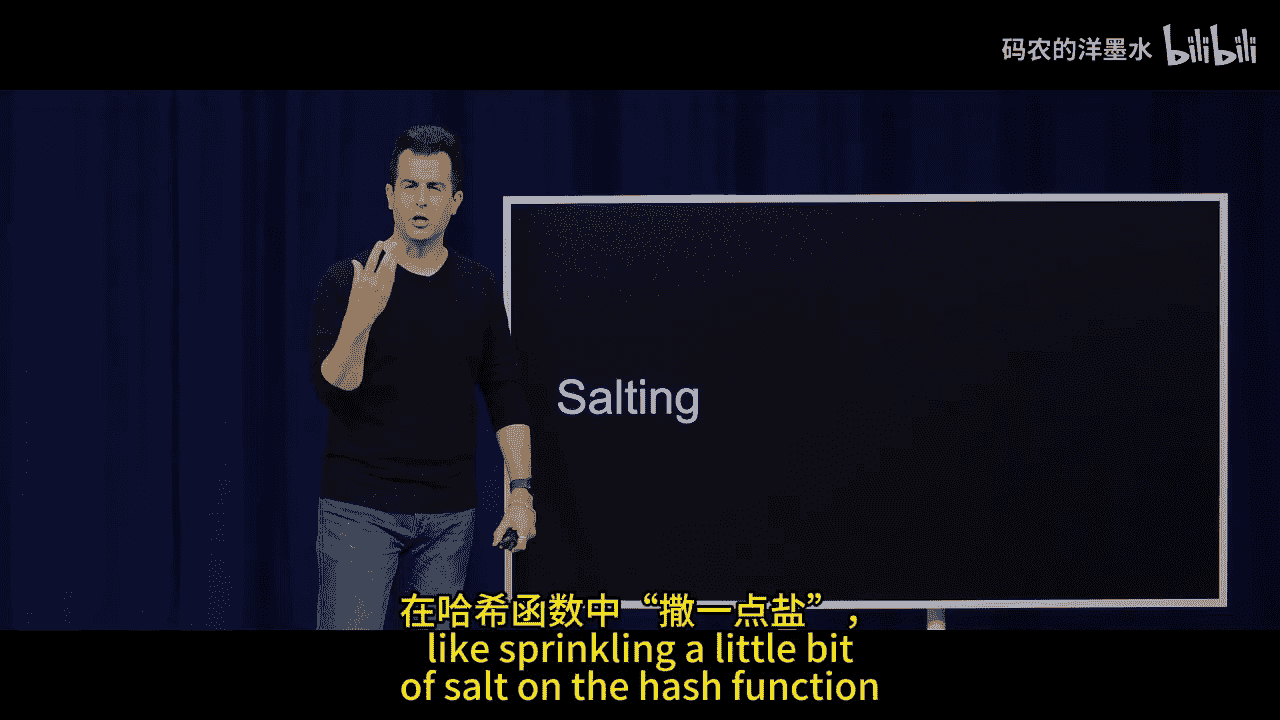 码农的洋墨水 bilibili
Salting
在哈希函数中“撒一点盐”，
like sprinkling a little bit
of salt on the hash function